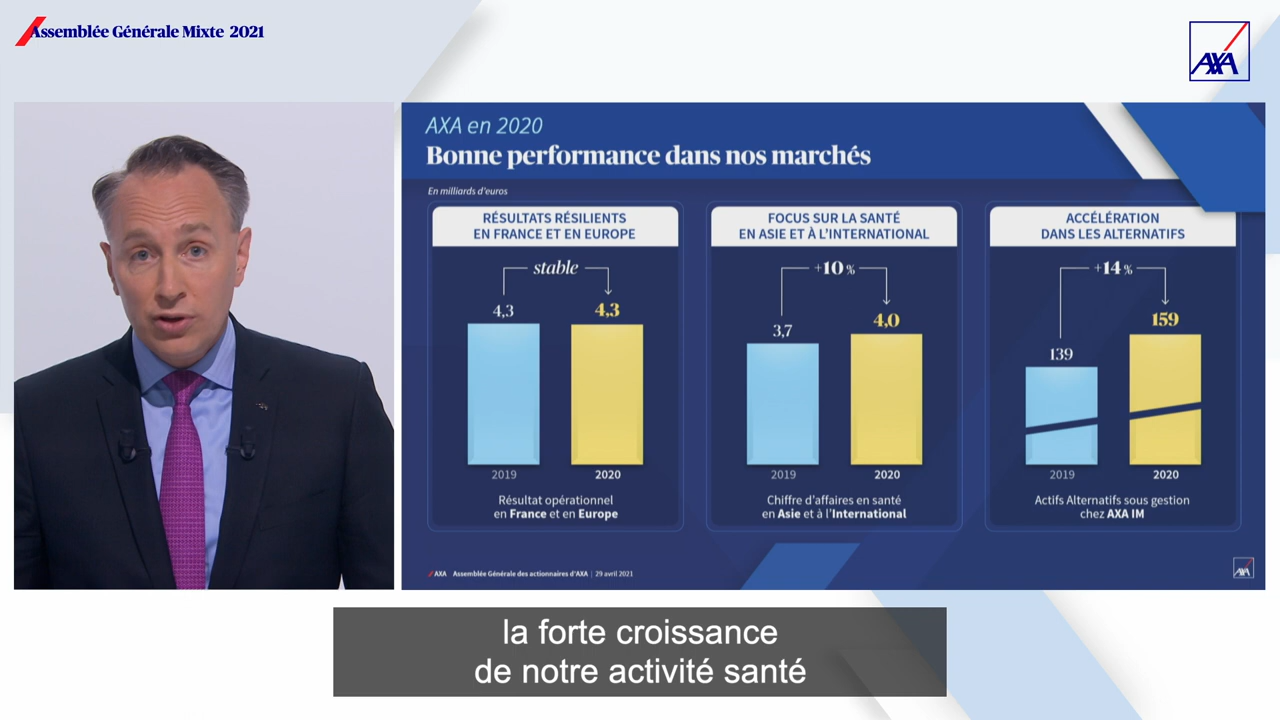 Assemblée Générale Mixte 2021
AXA
AXA en 2020
Bonne performance dans nos marchés
En milliards d'euros
RÉSULTATS RÉSILIENTS
EN FRANCE ET EN EUROPE
stable
4,3
4,3
2019
2020
Résultat opérationnel
en France et en Europe
FOCUS SUR LA SANTÉ
EN ASIE ET À L'INTERNATIONAL
+10 %
3,7
4,0
2019
2020
Chiffre d'affaires en santé
en Asie et à l'International
ACCÉLÉRATION
DANS LES ALTERNATIFS
+14 %
139
159
2019
2020
Actifs Alternatifs sous gestion
chez AXA IM
AXA Assemblée Générale des actionnaires d'AXA | 29 avril 2021
AXA
la forte croissance
de notre activité santé